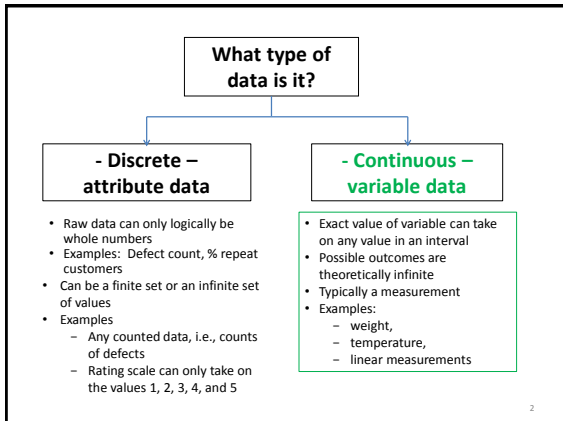 What type of
data is it?
- Discrete –
attribute data
- Continuous –
variable data
• Raw data can only logically be
whole numbers
• Examples:  Defect count, % repeat
customers
• Can be a finite set or an infinite set
of values
• Examples
– Any counted data, i.e., counts
of defects
– Rating scale can only take on
the values 1, 2, 3, 4, and 5
• Exact value of variable can take
on any value in an interval
• Possible outcomes are
theoretically infinite
• Typically a measurement
• Examples:
– weight,
– temperature,
– linear measurements
2